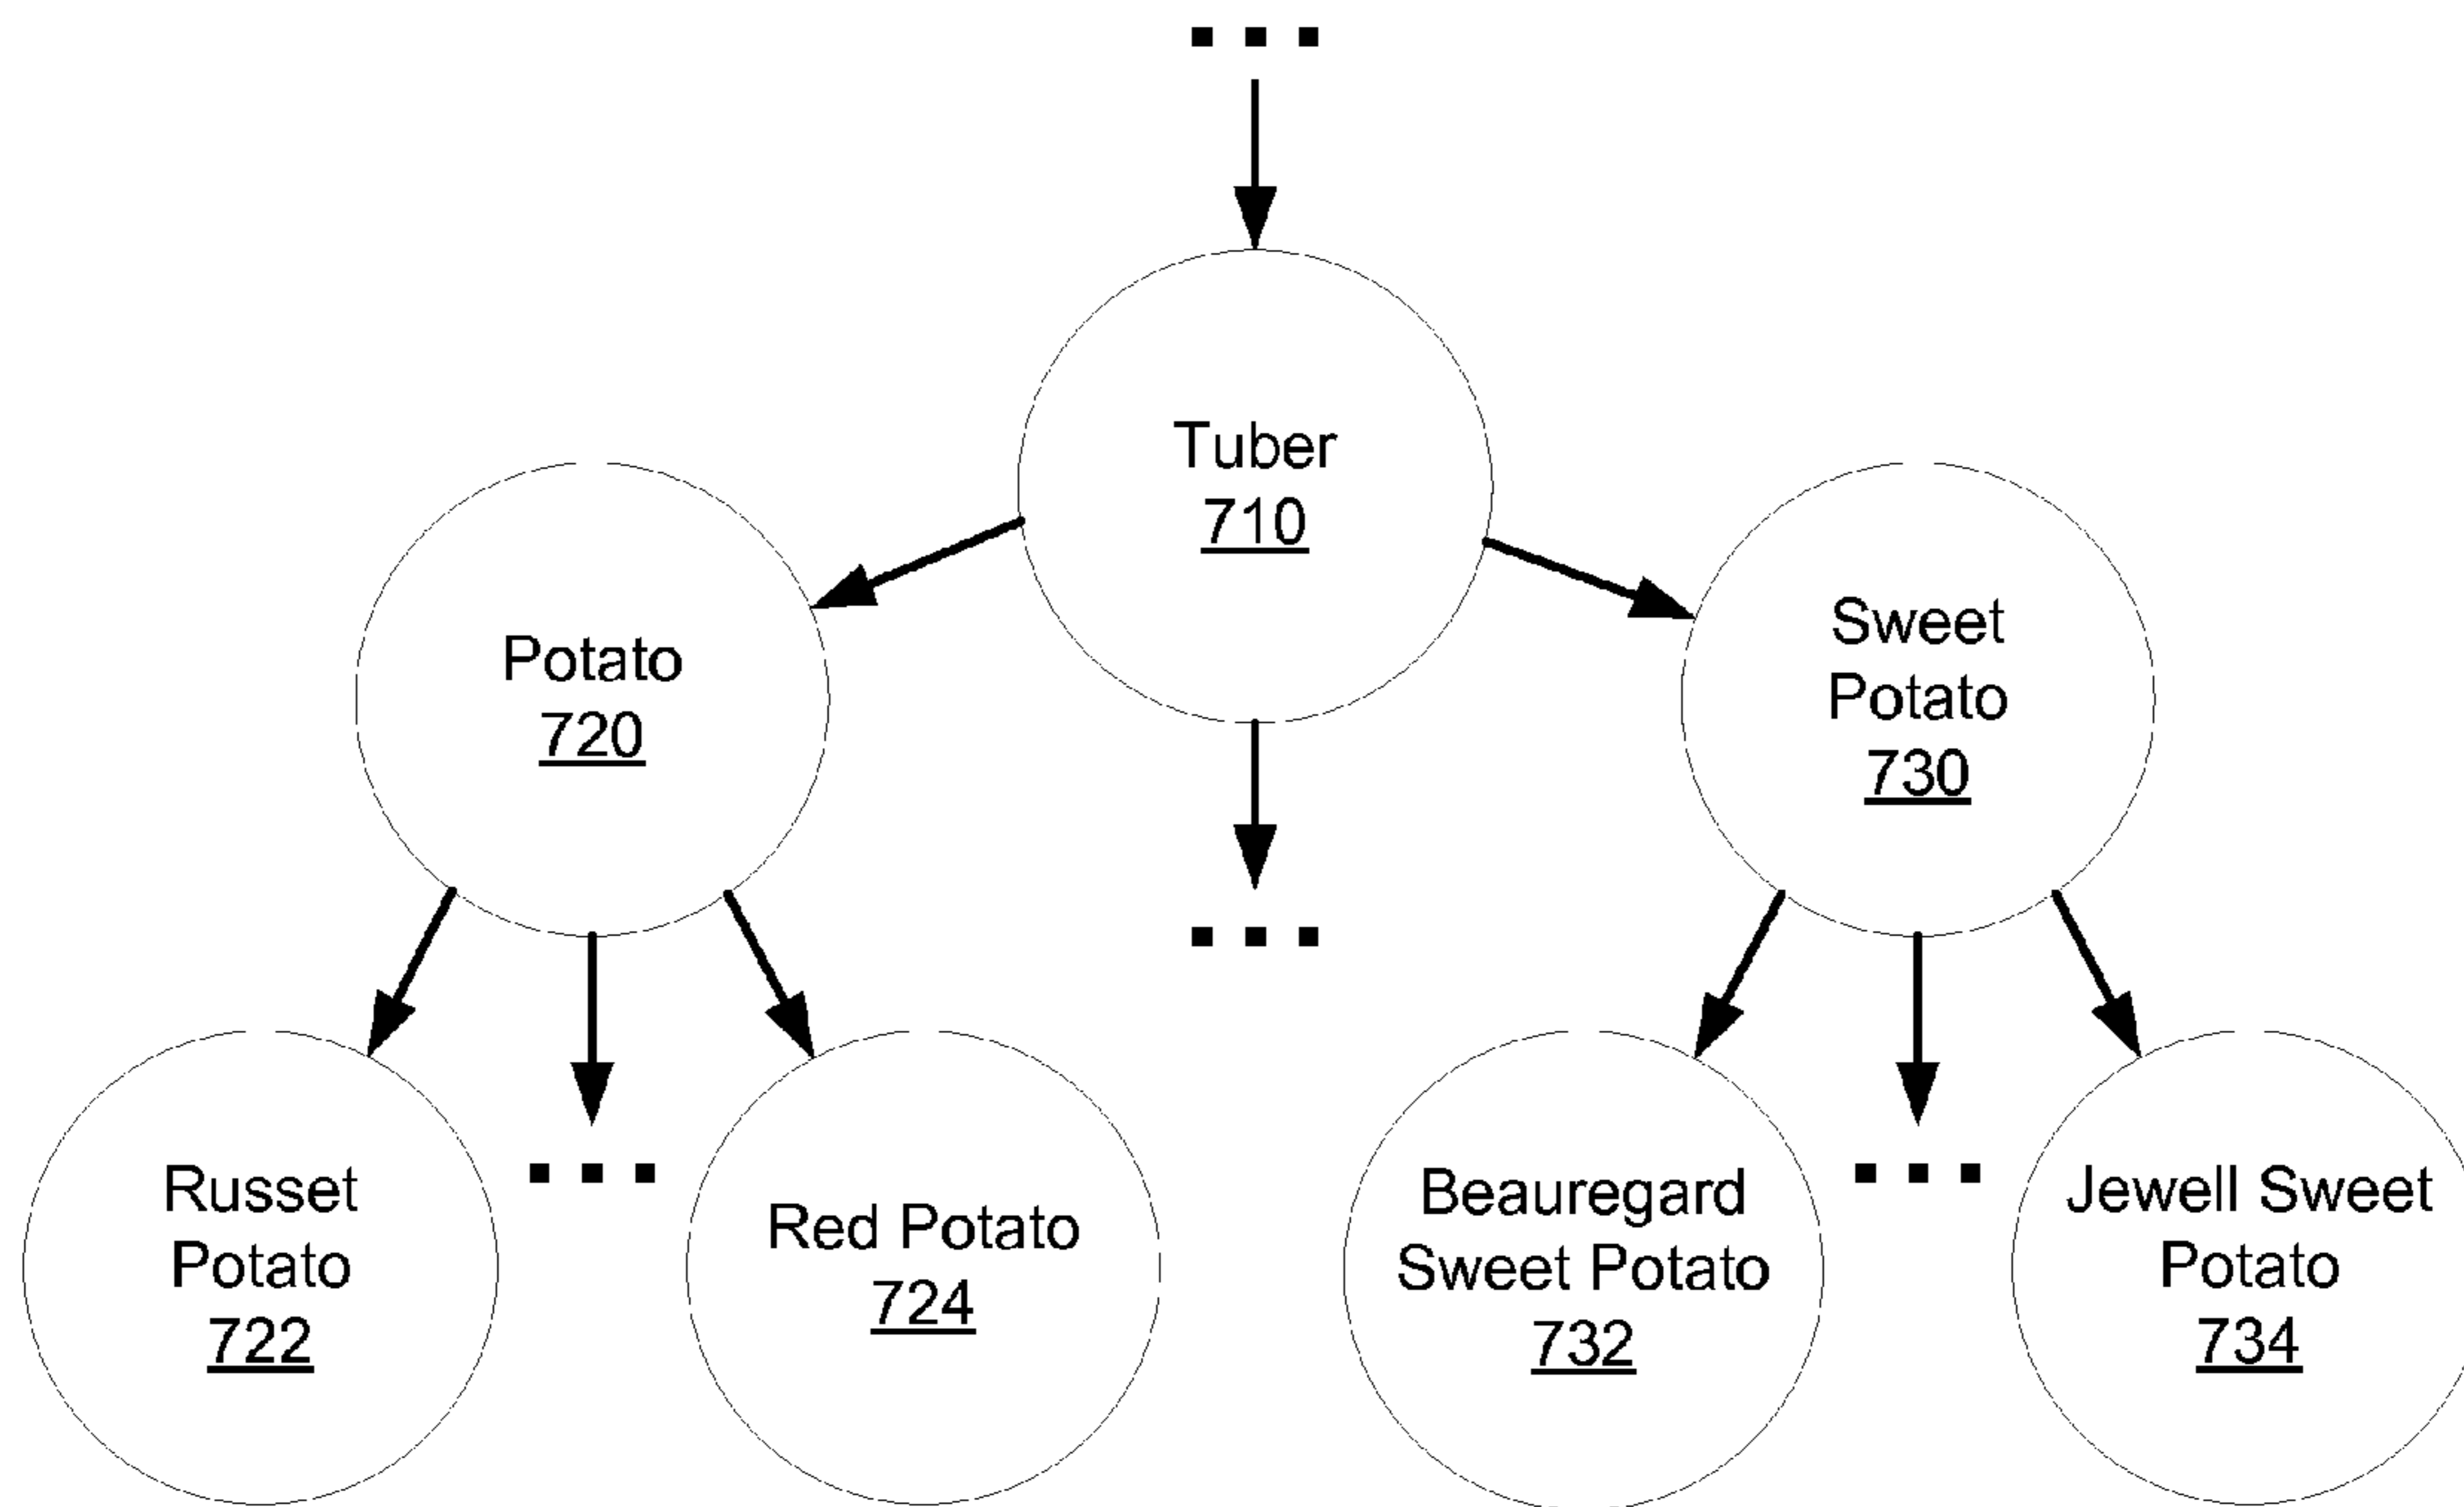 Tuber
710
Potato
720
Sweet
Potato
730
Russet
Potato
722
Red Potato
724
Beauregard
Sweet Potato
732
Jewell Sweet
Potato
734